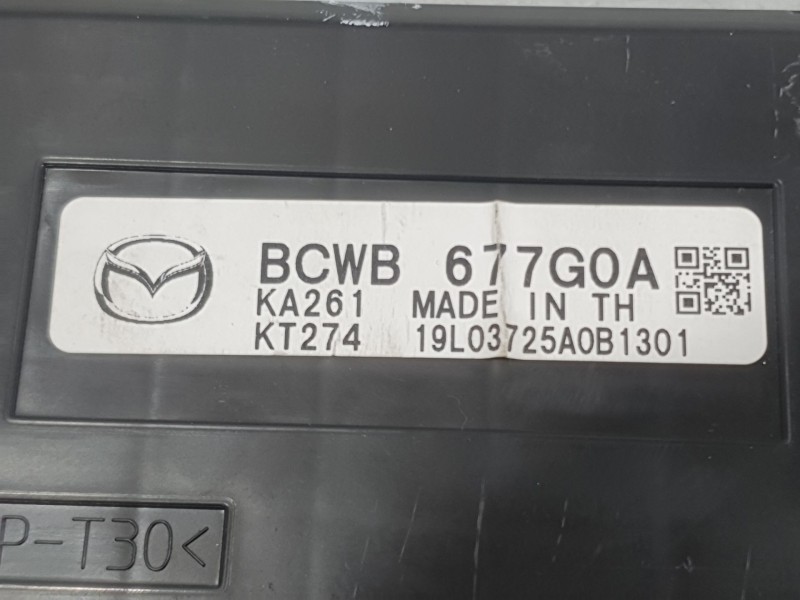 BCWB 677G0A
KA261 MADE IN TH
KT274 19L03725A0B1301
P-T30<